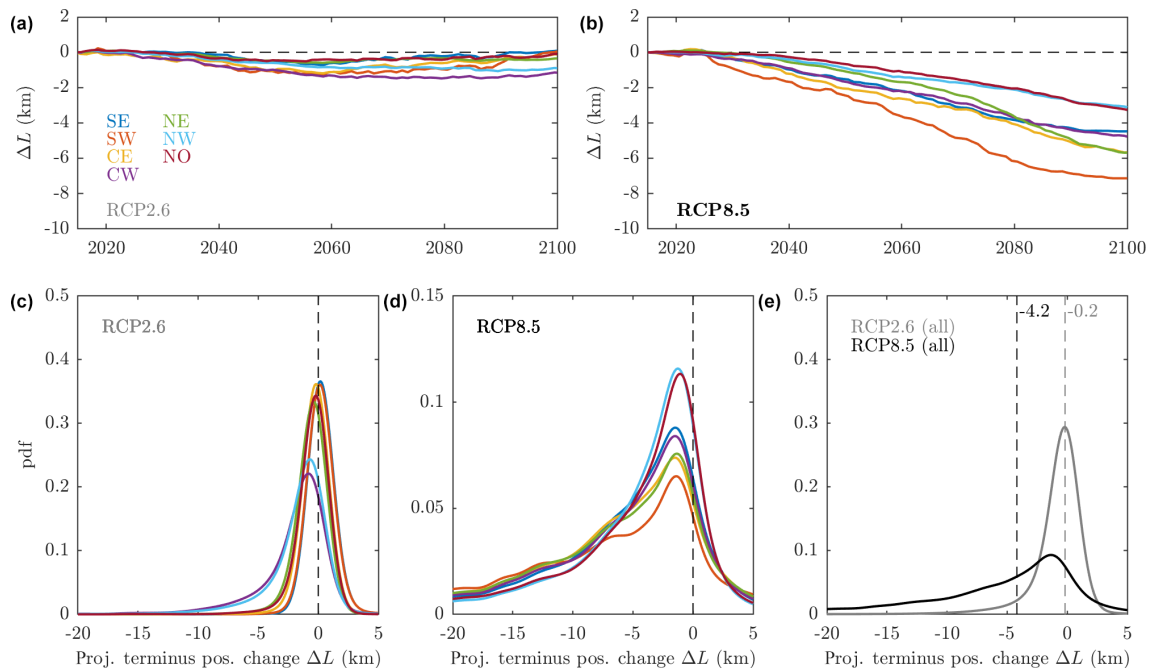 (a)
2
0
-2
-4
-6
-8
-10
ΔL (km)
SE NE
SW NW
CE NO
CW
RCP2.6
2020 2040 2060 2080 2100
(b)
2
0
-2
-4
-6
-8
-10
ΔL (km)
RCP8.5
2020 2040 2060 2080 2100
(c)
0.5
0.4
0.3
0.2
0.1
0
pdf
RCP2.6
-20 -15 -10 -5 0 5
Proj. terminus pos. change ΔL (km)
(d)
0.15
0.1
0.05
0
RCP8.5
-20 -15 -10 -5 0 5
Proj. terminus pos. change ΔL (km)
(e)
0.5
0.4
0.3
0.2
0.1
0
RCP2.6 (all)
RCP8.5 (all)
-4.2 -0.2
-20 -15 -10 -5 0 5
Proj. terminus pos. change ΔL (km)